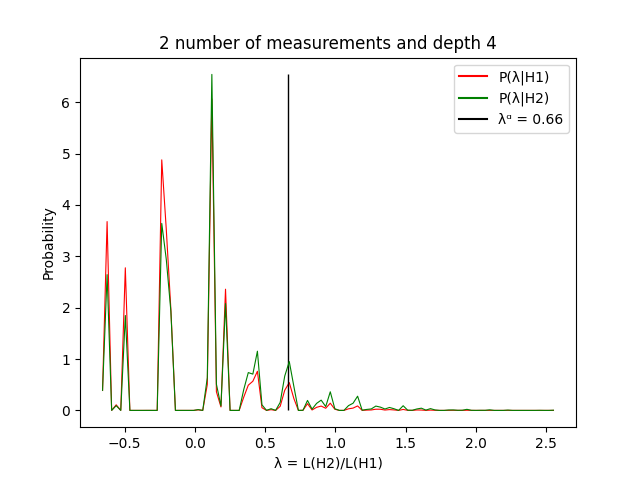 2 number of measurements and depth 4
P(λ|H1)
P(λ|H2)
λᵅ = 0.66
Probability
6
5
4
3
2
1
0
−0.5 0.0 0.5 1.0 1.5 2.0 2.5
λ = L(H2)/L(H1)